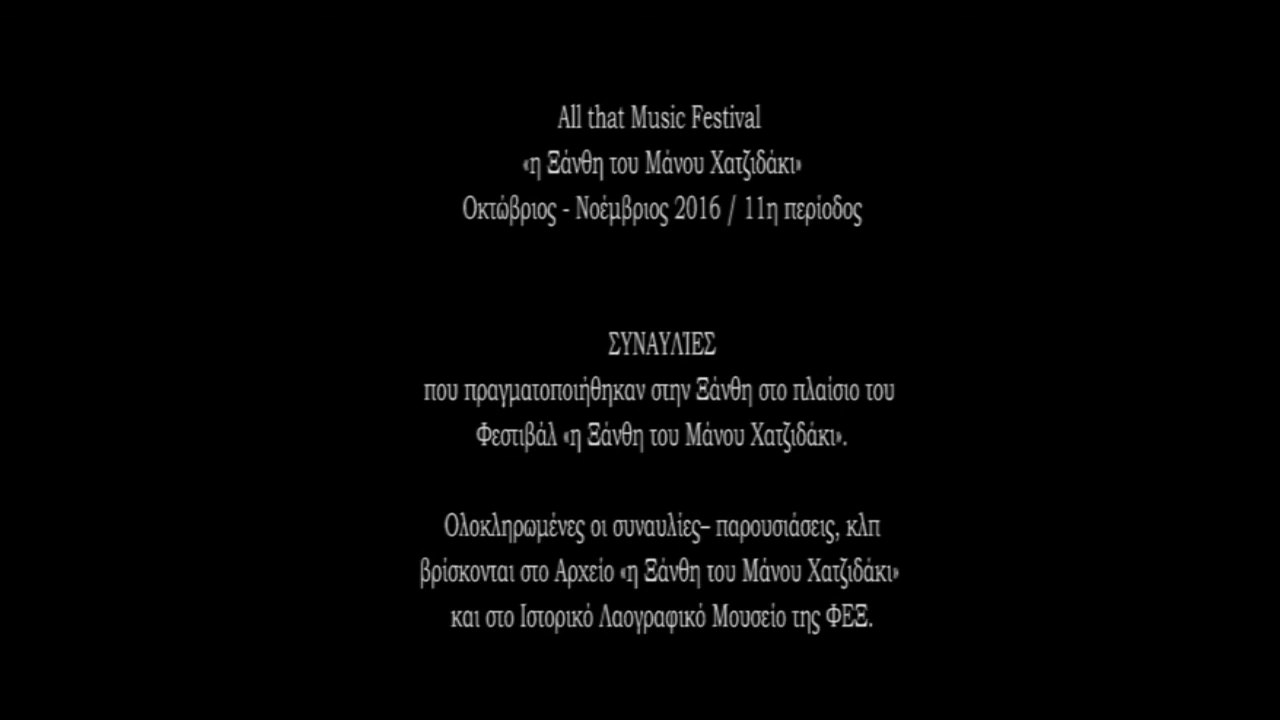 All that Music Festival
«η Ξάνθη του Μάνου Χατζιδάκι»
Οκτώβριος - Νοέμβριος 2016 / 11η περίοδος
ΣΥΝΑΥΛΊΕΣ
που πραγματοποιήθηκαν στην Ξάνθη στο πλαίσιο του
Φεστιβάλ «η Ξάνθη του Μάνου Χατζιδάκι».
Ολοκληρωμένες οι συναυλίες– παρουσιάσεις, κλπ
βρίσκονται στο Αρχείο «η Ξάνθη του Μάνου Χατζιδάκι»
και στο Ιστορικό Λαογραφικό Μουσείο της ΦΕΞ.